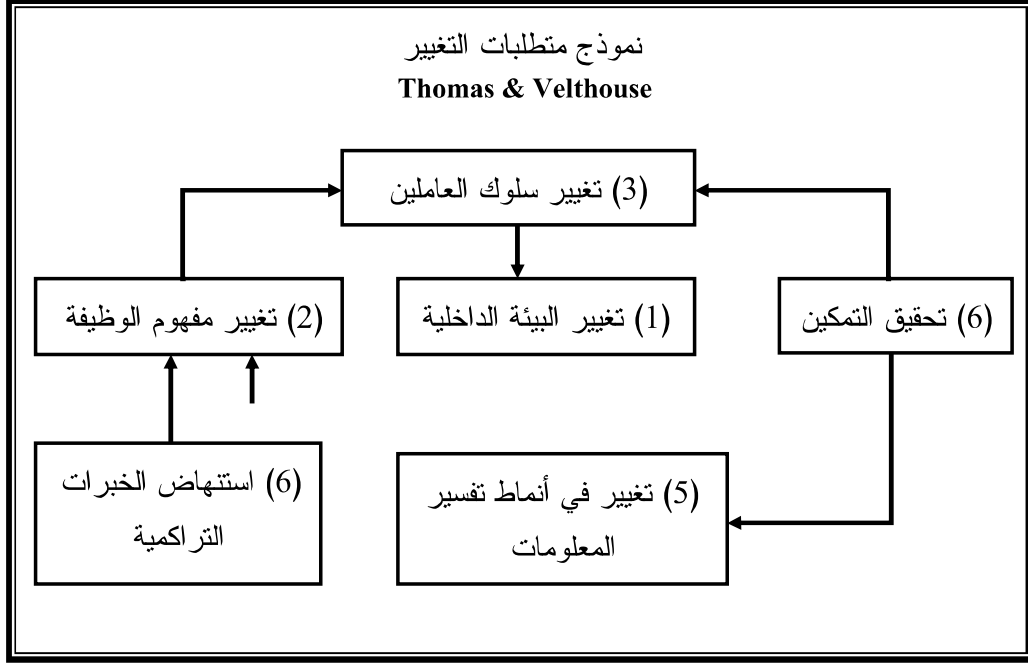 نموذج متطلبات التغيير
Thomas & Velthouse
(3) تغيير سلوك العاملين
(2) تغيير مفهوم الوظيفة
(1) تغيير البيئة الداخلية
(6) تحقيق التمكين
(6) استنهاض الخبرات
التراكمية
(5) تغيير في أنماط تفسير
المعلومات